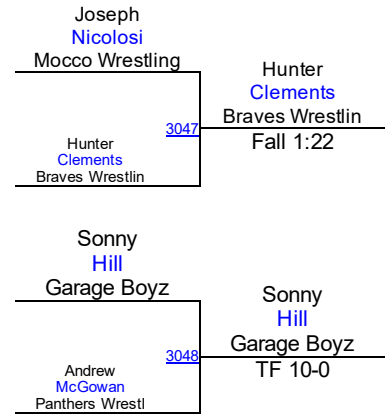 Joseph
Nicolosi
Mocco Wrestling
Hunter
Clements
Braves Wrestlin
3047
Hunter
Clements
Braves Wrestlin
Fall 1:22
Sonny
Hill
Garage Boyz
Andrew
McGowan
Panthers Wrestl
3048
Sonny
Hill
Garage Boyz
TF 10-0